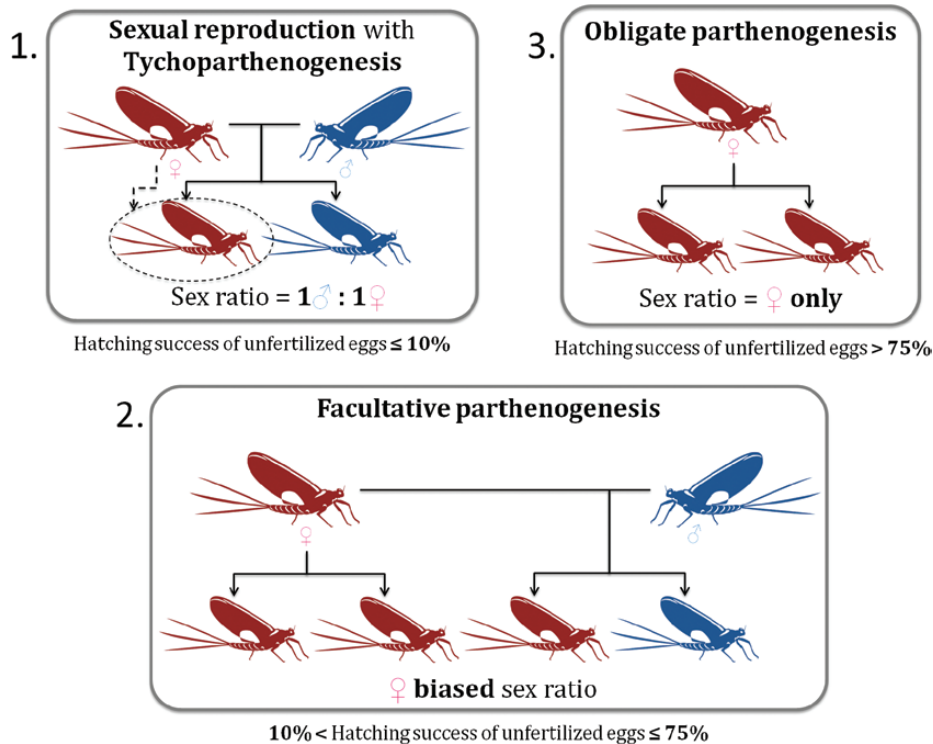 1.
Sexual reproduction with
Tychoparthenogenesis
♀
♂
Sex ratio = 1♂ : 1♀
Hatching success of unfertilized eggs ≤ 10%
3.
Obligate parthenogenesis
♀
Sex ratio = ♀ only
Hatching success of unfertilized eggs > 75%
2.
Facultative parthenogenesis
♀
♂
♀ biased sex ratio
10% < Hatching success of unfertilized eggs ≤ 75%